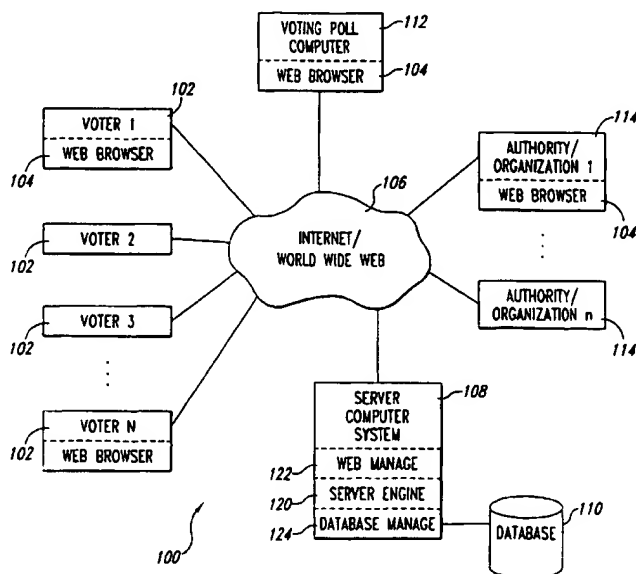 VOTING POLL
COMPUTER
WEB BROWSER
112
104
102
VOTER 1
WEB BROWSER
104
VOTER 2
102
VOTER 3
102
VOTER N
WEB BROWSER
102
106
INTERNET/
WORLD WIDE WEB
114
AUTHORITY/
ORGANIZATION 1
WEB BROWSER
104
AUTHORITY/
ORGANIZATION n
114
SERVER
COMPUTER
SYSTEM
108
122
WEB MANAGE
120
SERVER ENGINE
124
DATABASE MANAGE
DATABASE
110
100